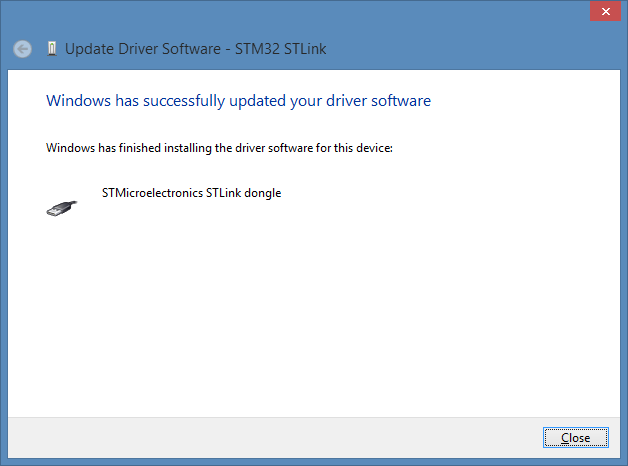 Update Driver Software - STM32 STLink
Windows has successfully updated your driver software
Windows has finished installing the driver software for this device:
STMicroelectronics STLink dongle
Close